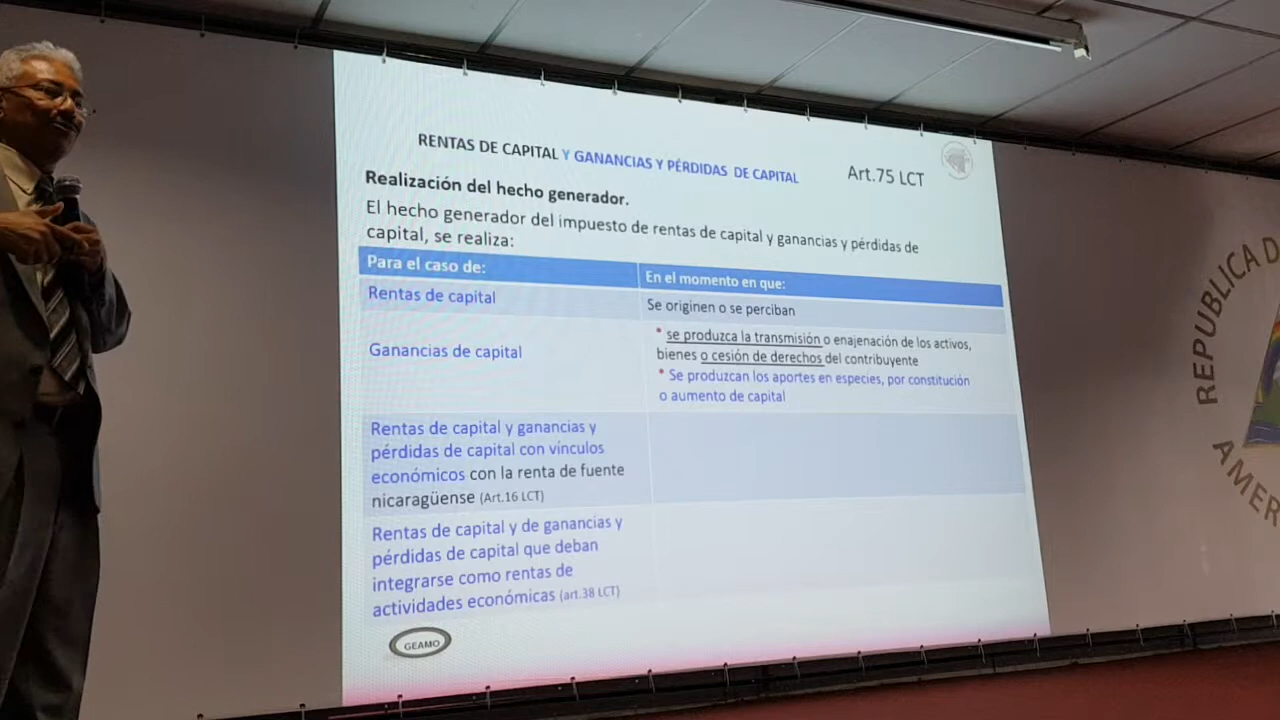 RENTAS DE CAPITAL Y GANANCIAS Y PÉRDIDAS DE CAPITAL
Art.75 LCT
Realización del hecho generador.
El hecho generador del impuesto de rentas de capital y ganancias y pérdidas de
capital, se realiza:
Para el caso de:
En el momento en que:
Rentas de capital
Se originen o se perciban
Ganancias de capital
* se produzca la transmisión o enajenación de los activos,
bienes o cesión de derechos del contribuyente
* Se produzcan los aportes en especies, por constitución
o aumento de capital
Rentas de capital y ganancias y
pérdidas de capital con vínculos
económicos con la renta de fuente
nicaragüense (Art.16 LCT)
Rentas de capital y de ganancias y
pérdidas de capital que deban
integrarse como rentas de
actividades económicas (art.38 LCT)
GEAMO
REPUBLICA D
AMER